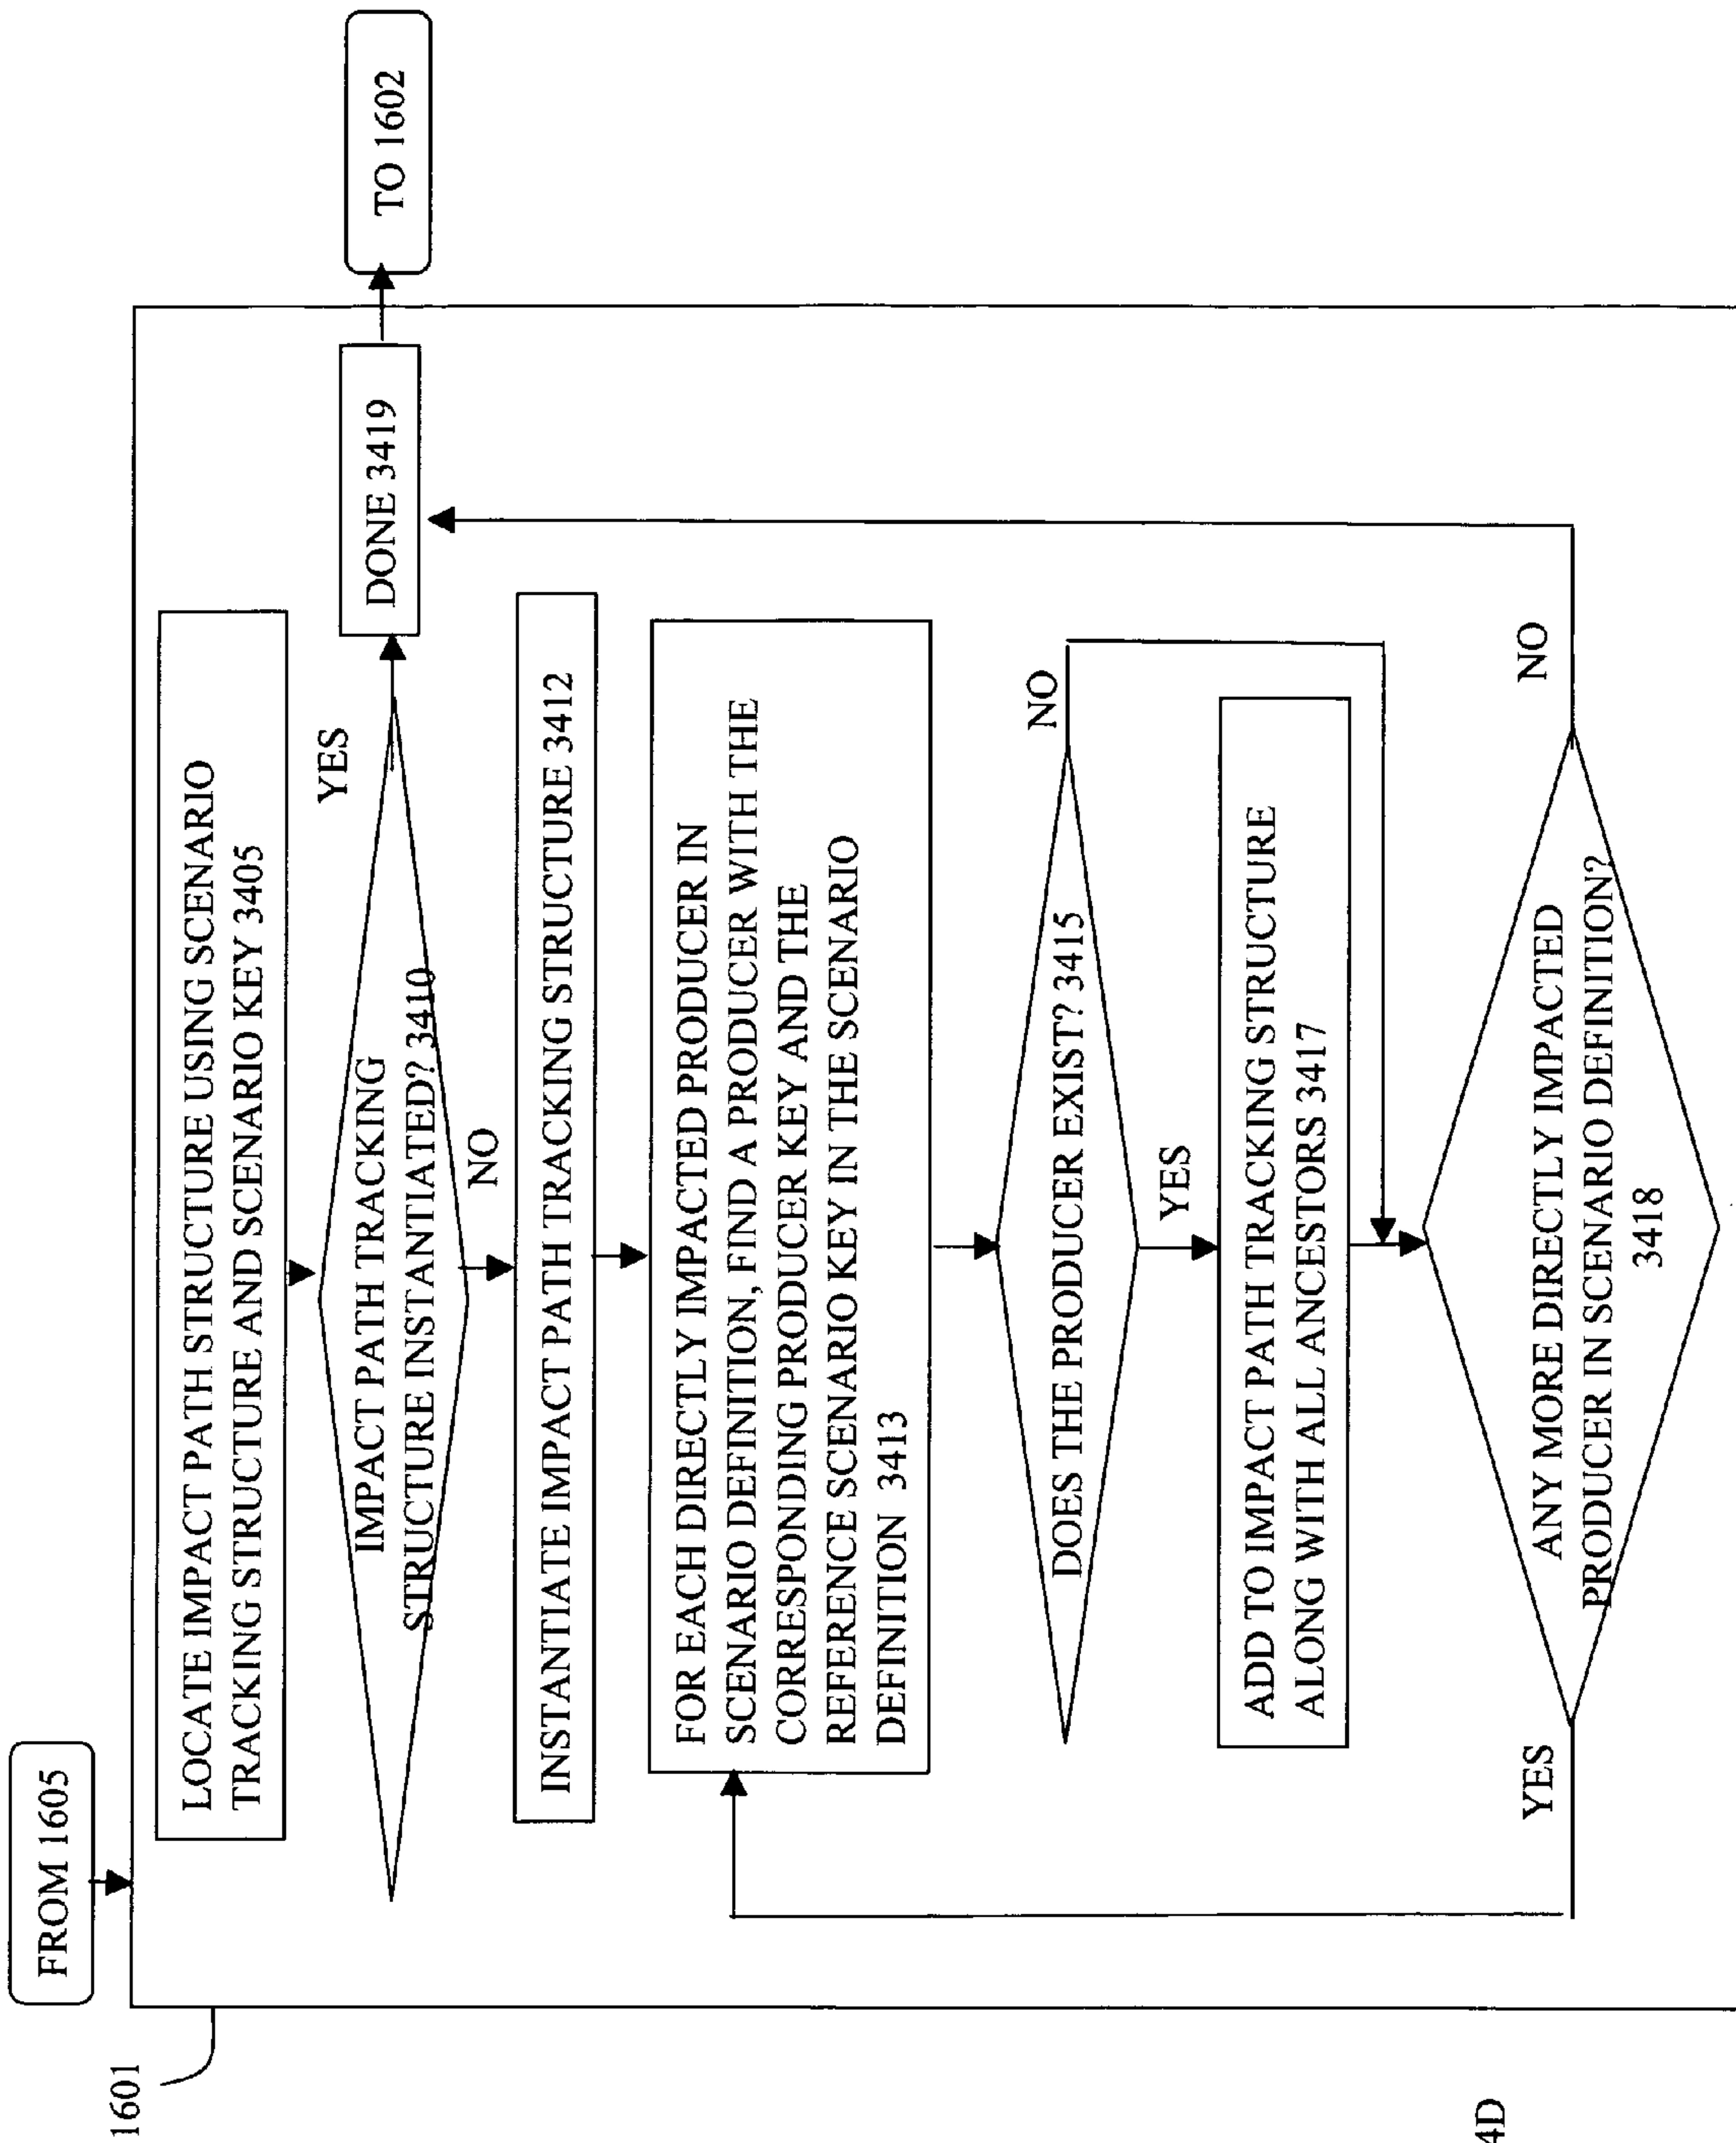 FROM 1605
1601
LOCATE IMPACT PATH STRUCTURE USING SCENARIO
TRACKING STRUCTURE AND SCENARIO KEY 3405
IMPACT PATH TRACKING
STRUCTURE INSTANTIATED? 3410
YES
DONE 3419
TO 1602
NO
INSTANTIATE IMPACT PATH TRACKING STRUCTURE 3412
FOR EACH DIRECTLY IMPACTED PRODUCER IN
SCENARIO DEFINITION, FIND A PRODUCER WITH THE
CORRESPONDING PRODUCER KEY AND THE
REFERENCE SCENARIO KEY IN THE SCENARIO
DEFINITION 3413
DOES THE PRODUCER EXIST? 3415
NO
YES
ADD TO IMPACT PATH TRACKING STRUCTURE
ALONG WITH ALL ANCESTORS 3417
YES
ANY MORE DIRECTLY IMPACTED
PRODUCER IN SCENARIO DEFINITION?
3418
NO
4D